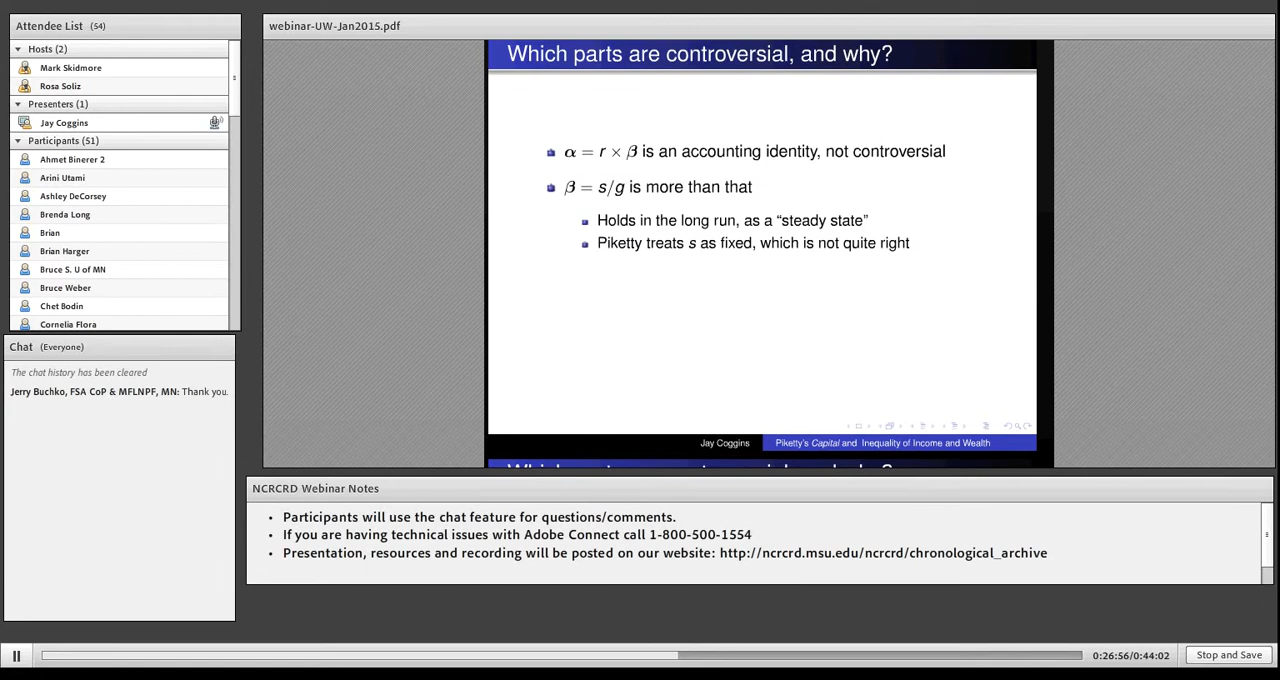 Attendee List (54)
Hosts (2)
Mark Skidmore
Rosa Soliz
Presenters (1)
Jay Coggins
Participants (51)
Ahmet Binerer 2
Arini Utami
Ashley DeCorsey
Brenda Long
Brian
Brian Harger
Bruce S. U of MN
Bruce Weber
Chet Bodin
Cornelia Flora
Chat (Everyone)
The chat history has been cleared
Jerry Buchko, FSA CoP & MFLNPF, MN: Thank you.
webinar-UW-Jan2015.pdf
Which parts are controversial, and why?
α = r × β is an accounting identity, not controversial
β = s/g is more than that
Holds in the long run, as a “steady state”
Piketty treats s as fixed, which is not quite right
Jay Coggins Piketty's Capital and Inequality of Income and Wealth
NCRCRD Webinar Notes
• Participants will use the chat feature for questions/comments.
• If you are having technical issues with Adobe Connect call 1-800-500-1554
• Presentation, resources and recording will be posted on our website: http://ncrcrd.msu.edu/ncrcrd/chronological_archive
0:26:56/0:44:02 Stop and Save